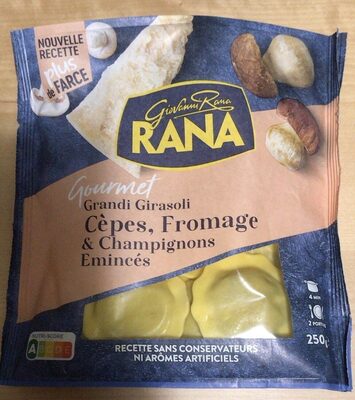 NOUVELLE
RECETTE
plus
de FARCE
Giovanni Rana
RANA
Gourmet
Grandi Girasoli
Cèpes, Fromage
& Champignons
Emincés
4 MIN
2 PORTIONS
250g
NUTRI-SCORE
A B C D E
RECETTE SANS CONSERVATEURS
NI ARÔMES ARTIFICIELS